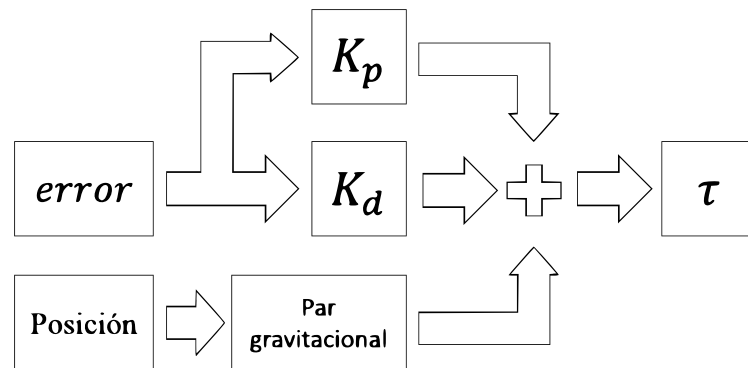 K_p
error
K_d
τ
Posición
Par
gravitacional